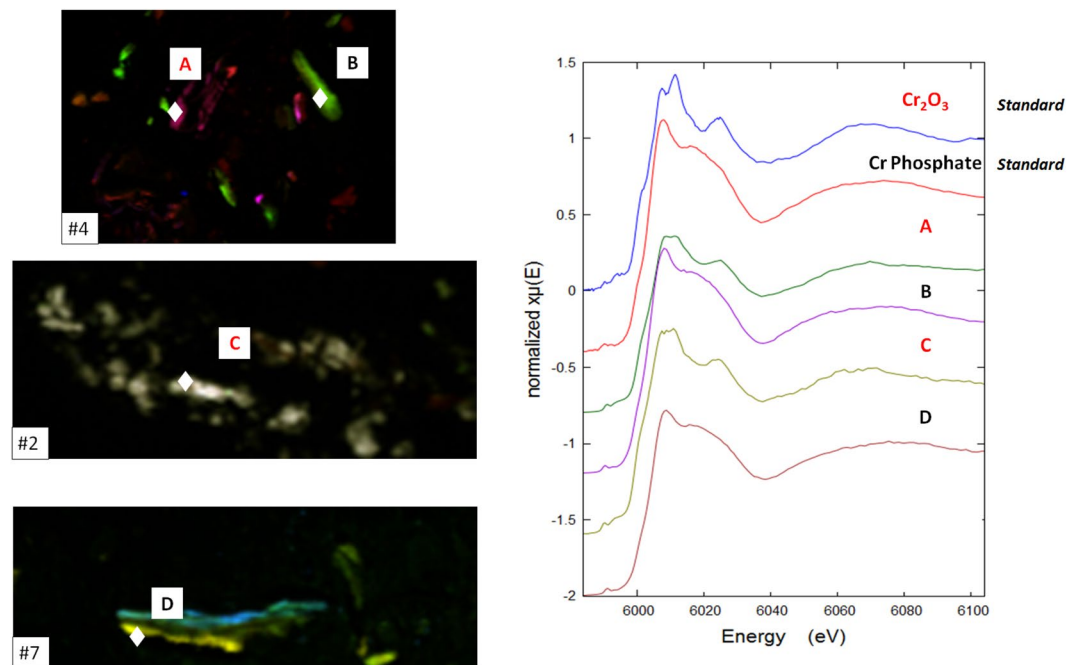 A
B
#4
C
#2
D
#7
1.5
1
0.5
0
-0.5
-1
-1.5
-2
normalized xμ(E)
Cr₂O₃ Standard
Cr Phosphate Standard
A
B
C
D
6000 6020 6040 6060 6080 6100
Energy (eV)